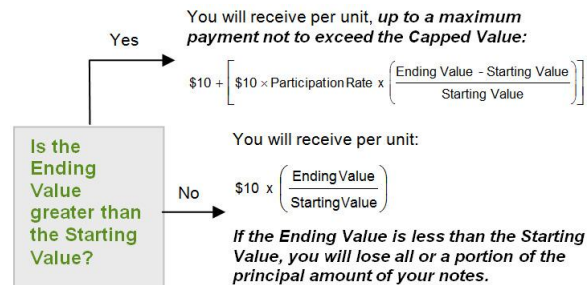 You will receive per unit, up to a maximum
payment not to exceed the Capped Value:
Yes
$10 + [ $10 × Participation Rate x ( Ending Value - Starting Value / Starting Value ) ]
Is the
Ending
Value
greater than
the Starting
Value?
No
You will receive per unit:
$10 x ( Ending Value / Starting Value )
If the Ending Value is less than the Starting
Value, you will lose all or a portion of the
principal amount of your notes.